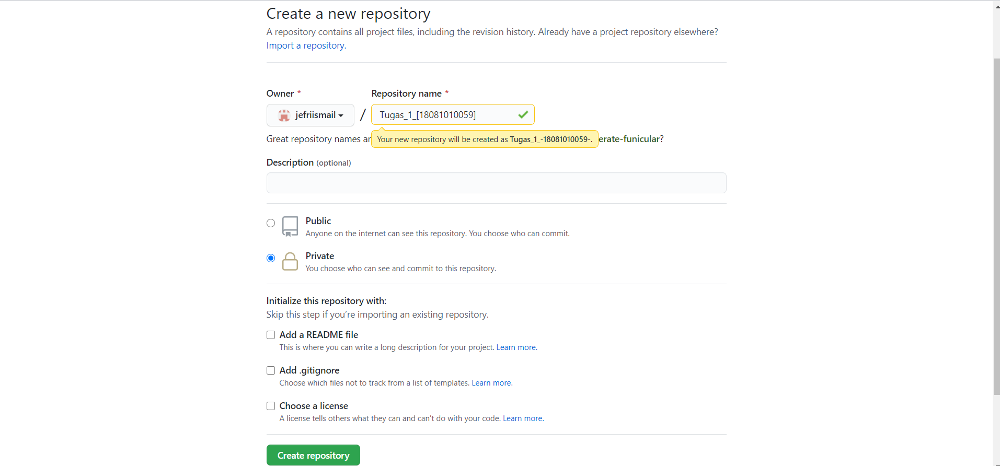 Create a new repository
A repository contains all project files, including the revision history. Already have a project repository elsewhere?
Import a repository.
Owner *
Repository name *
jefriismail
/
Tugas_1_[18081010059]
Great repository names ar
Your new repository will be created as Tugas_1_-18081010059-.
erate-funicular?
Description (optional)
Public
Anyone on the internet can see this repository. You choose who can commit.
Private
You choose who can see and commit to this repository.
Initialize this repository with:
Skip this step if you’re importing an existing repository.
Add a README file
This is where you can write a long description for your project. Learn more.
Add .gitignore
Choose which files not to track from a list of templates. Learn more.
Choose a license
A license tells others what they can and can't do with your code. Learn more.
Create repository